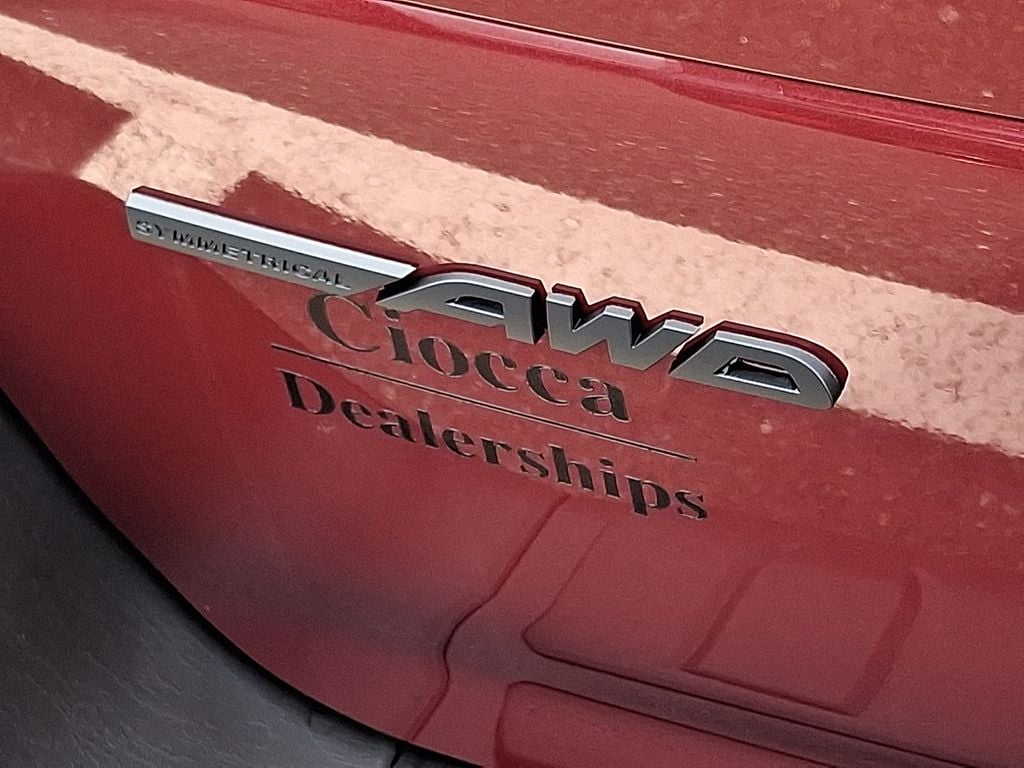 SYMMETRICAL
AWD
Ciocca
Dealerships